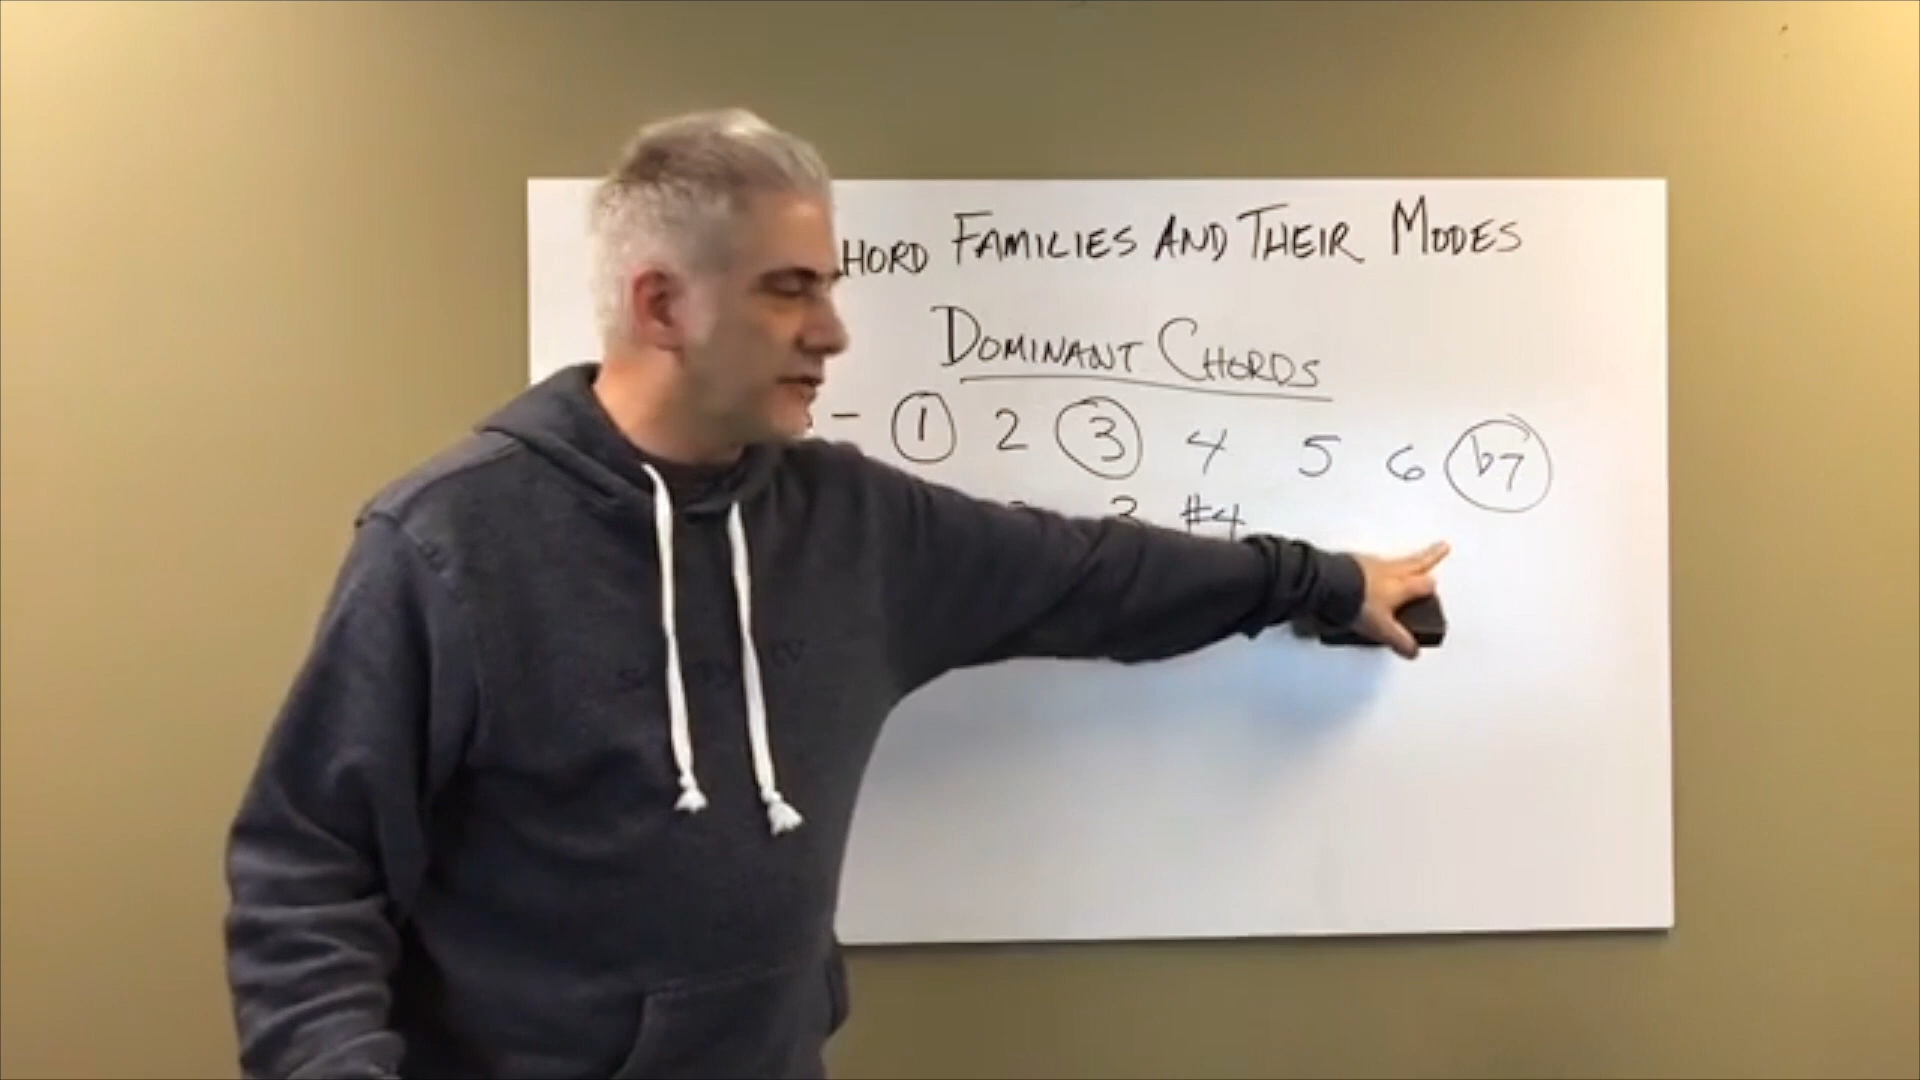 HORD FAMILIES AND THEIR MODES
DOMINANT CHORDS
- 1 2 3 4 5 6 b7
3 #4